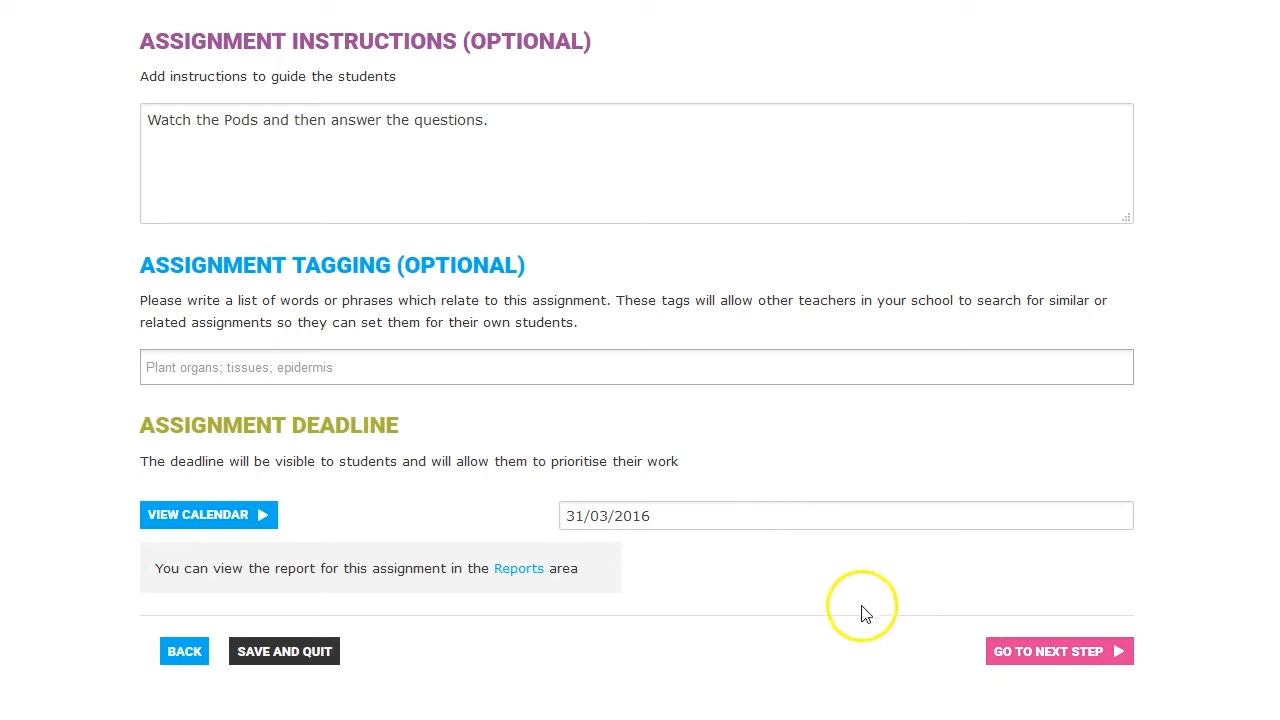 ASSIGNMENT INSTRUCTIONS (OPTIONAL)
Add instructions to guide the students
Watch the Pods and then answer the questions.
ASSIGNMENT TAGGING (OPTIONAL)
Please write a list of words or phrases which relate to this assignment. These tags will allow other teachers in your school to search for similar or
related assignments so they can set them for their own students.
Plant organs; tissues; epidermis
ASSIGNMENT DEADLINE
The deadline will be visible to students and will allow them to prioritise their work
VIEW CALENDAR
31/03/2016
You can view the report for this assignment in the Reports area
BACK
SAVE AND QUIT
GO TO NEXT STEP